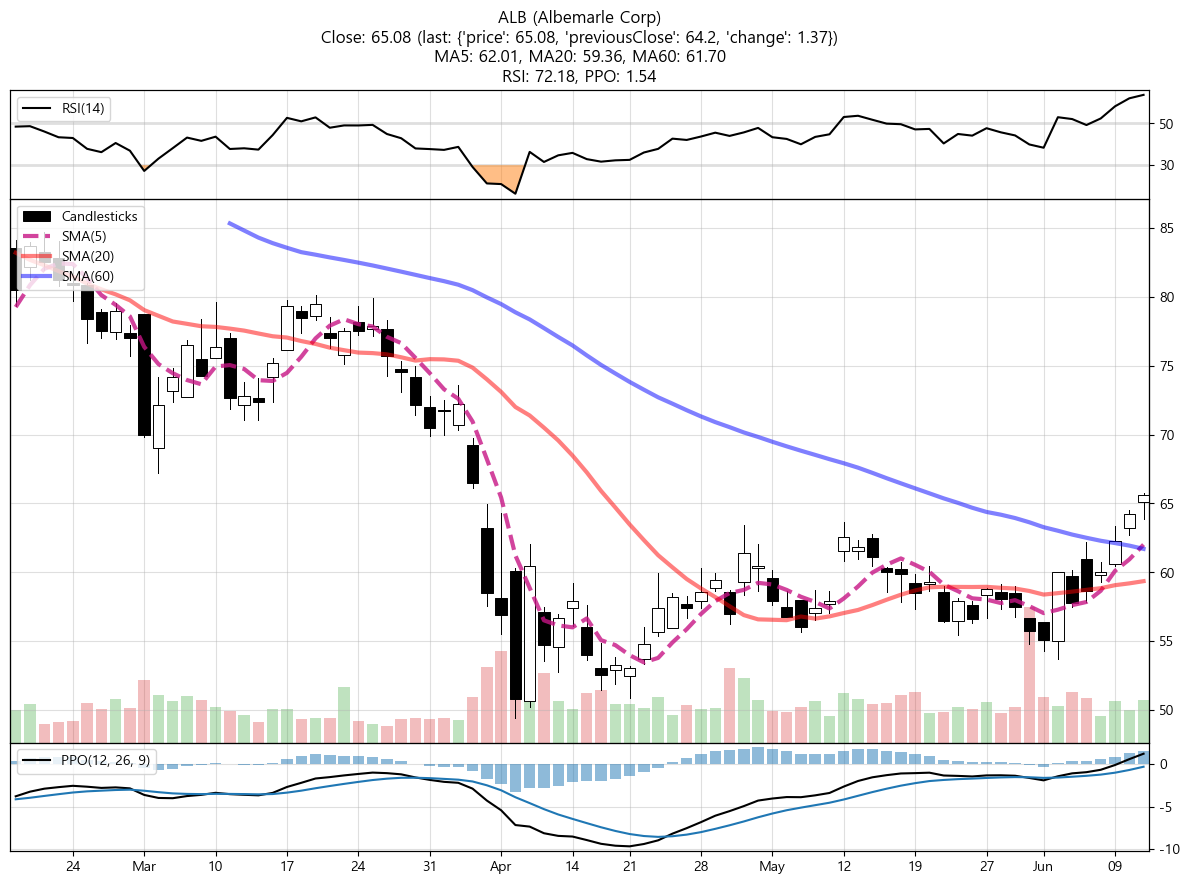 ALB (Albemarle Corp)
Close: 65.08 (last: {'price': 65.08, 'previousClose': 64.2, 'change': 1.37})
MA5: 62.01, MA20: 59.36, MA60: 61.70
RSI: 72.18, PPO: 1.54
RSI(14)
50
30
Candlesticks
SMA(5)
SMA(20)
SMA(60)
85
80
75
70
65
60
55
50
PPO(12, 26, 9)
0
-5
-10
24 Mar 10 17 24 31 Apr 14 21 28 May 12 19 27 Jun 09